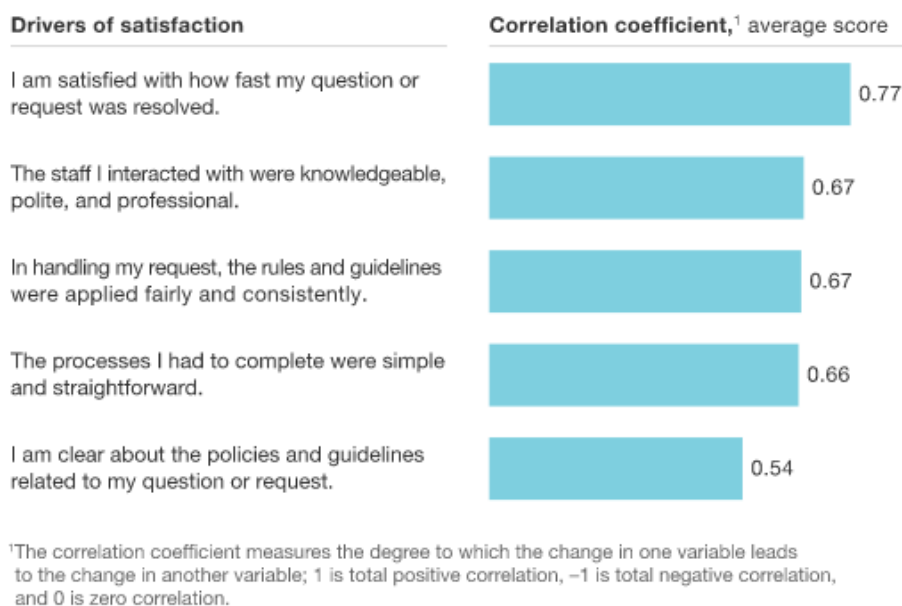 Drivers of satisfaction
Correlation coefficient,¹ average score
I am satisfied with how fast my question or
request was resolved.
0.77
The staff I interacted with were knowledgeable,
polite, and professional.
0.67
In handling my request, the rules and guidelines
were applied fairly and consistently.
0.67
The processes I had to complete were simple
and straightforward.
0.66
I am clear about the policies and guidelines
related to my question or request.
0.54
¹The correlation coefficient measures the degree to which the change in one variable leads
to the change in another variable; 1 is total positive correlation, –1 is total negative correlation,
and 0 is zero correlation.